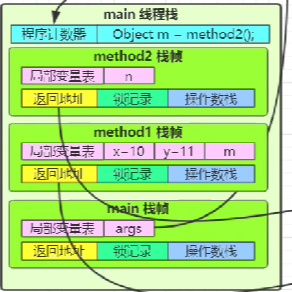 main 线程栈
程序计数器 Object m = method2();
method2 栈帧
局部变量表 n
返回地址 锁记录 操作数栈
method1 栈帧
局部变量表 x=10 y=11 m
返回地址 锁记录 操作数栈
main 栈帧
局部变量表 args
返回地址 锁记录 操作数栈